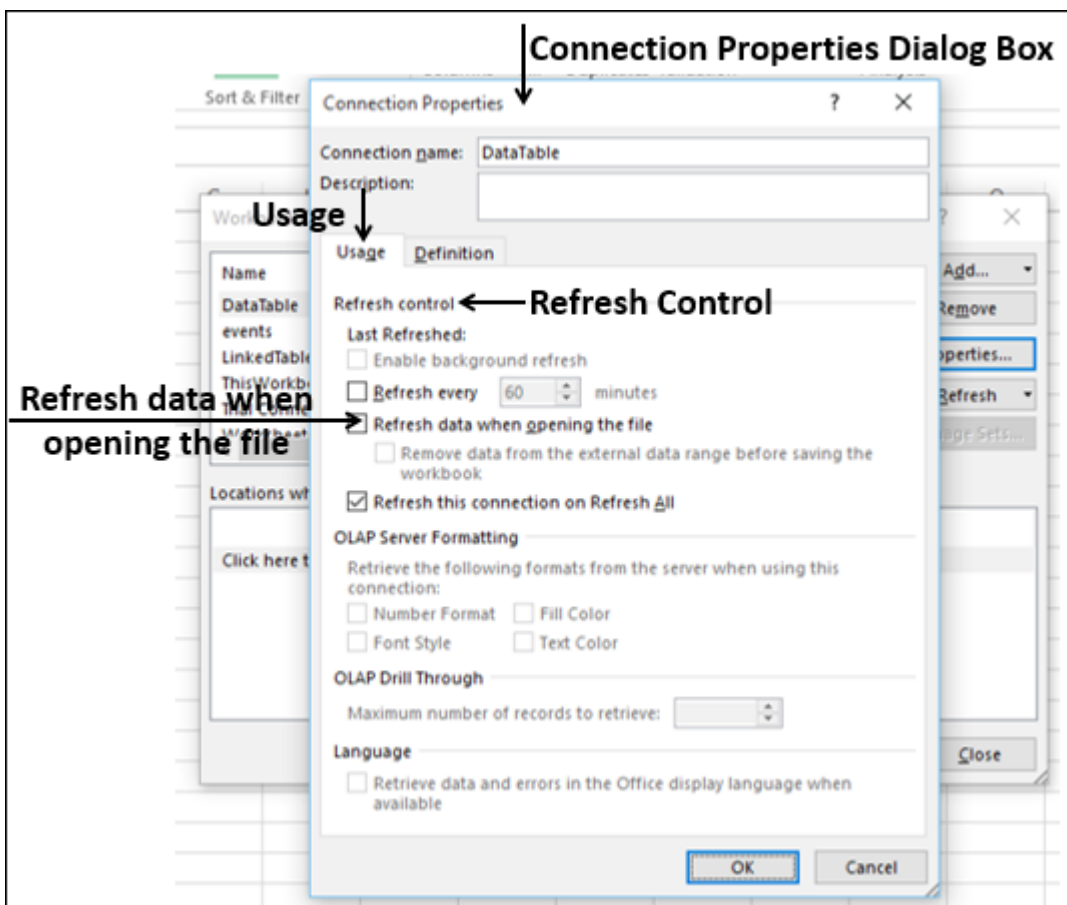 Connection Properties Dialog Box
Sort & Filter
Connection Properties ? ×
Connection name: DataTable
Description:
Usage
? ×
Usage Definition
Name
Add...
DataTable
Refresh control
Refresh Control
Remove
events
Last Refreshed:
Enable background refresh
Refresh every 60 minutes
Refresh
Refresh data when
opening the file
Refresh data when opening the file
Remove data from the external data range before saving the
workbook
Refresh this connection on Refresh All
OLAP Server Formatting
Click here t
Retrieve the following formats from the server when using this
connection:
Number Format Fill Color
Font Style Text Color
OLAP Drill Through
Maximum number of records to retrieve:
Language
Close
Retrieve data and errors in the Office display language when
available
OK Cancel